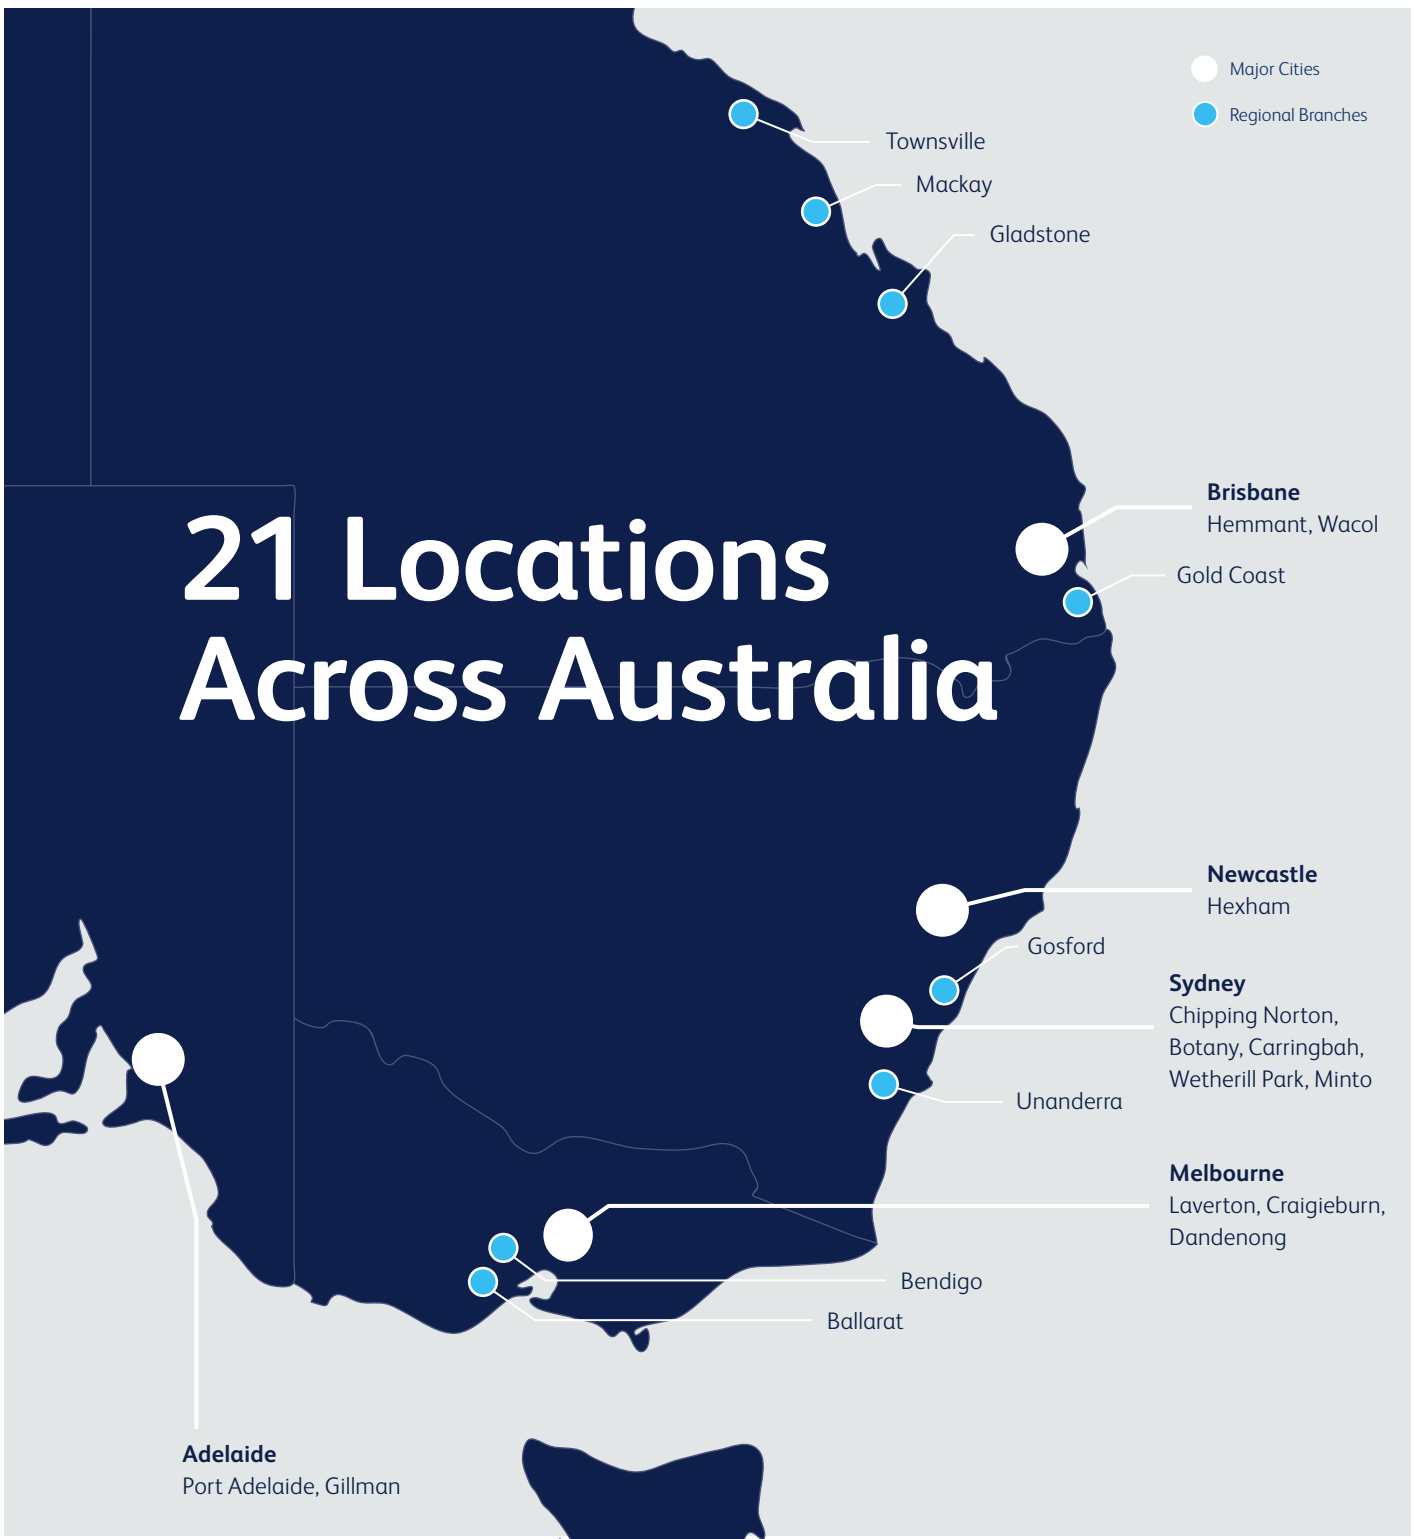 Major Cities
Regional Branches
Townsville
Mackay
Gladstone
Brisbane
Hemmant, Wacol
Gold Coast
21 Locations
Across Australia
Newcastle
Hexham
Gosford
Sydney
Chipping Norton,
Botany, Carringbah,
Wetherill Park, Minto
Unanderra
Melbourne
Laverton, Craigieburn,
Dandenong
Bendigo
Ballarat
Adelaide
Port Adelaide, Gillman